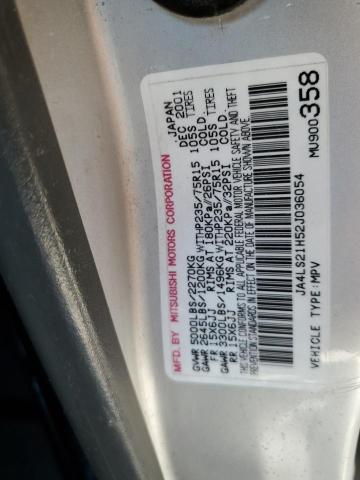 MFD. BY MITSUBISHI MOTORS CORPORATION JAPAN
DEC 2001
GVWR 5000LBS/2270KG
GAWR 2645LBS/1200KG WITH P235/75R15 105S TIRES
FR 15X6JJ RIMS AT 180KPa//26PSI COLD.
GAWR 3300LBS/1496KG WITH P235/75R15 105S TIRES
RR 15X6JJ RIMS AT 220KPa//32PSI COLD.
THIS VEHICLE CONFORMS TO ALL APPLICABLE FEDERAL MOTOR VEHICLE SAFETY AND THEFT
PREVENTION STANDARDS IN EFFECT ON THE DATE OF MANUFACTURE SHOWN ABOVE.
JA4LS21H52J036054
VEHICLE TYPE:MPV MU900358